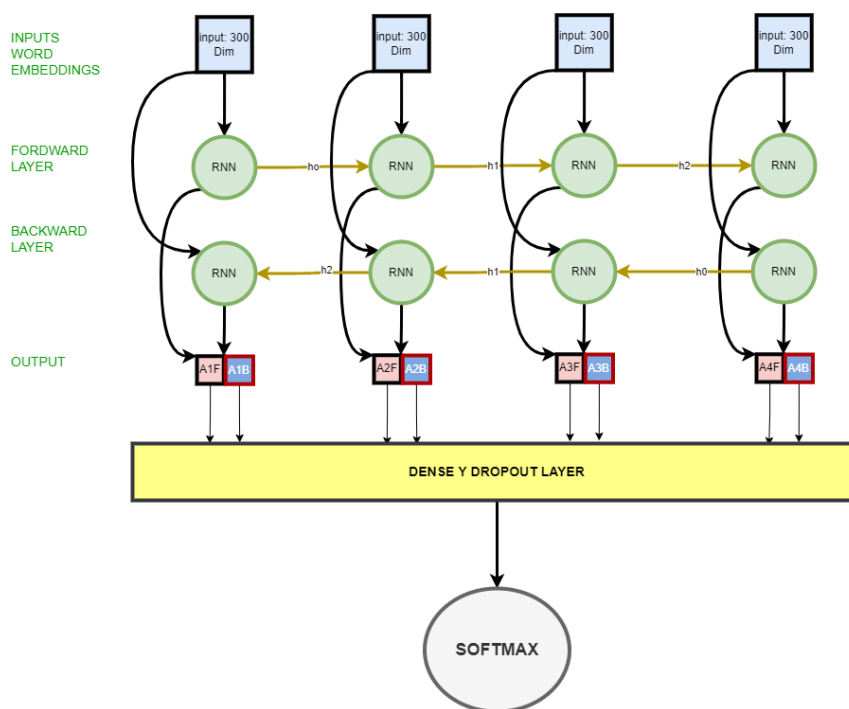 INPUTS
WORD
EMBEDDINGS
input: 300
Dim
input: 300
Dim
input: 300
Dim
input: 300
Dim
FORDWARD
LAYER
RNN
ho
RNN
h1
RNN
h2
RNN
BACKWARD
LAYER
RNN
h2
RNN
h1
RNN
h0
RNN
OUTPUT
A1F A1B
A2F A2B
A3F A3B
A4F A4B
DENSE Y DROPOUT LAYER
SOFTMAX